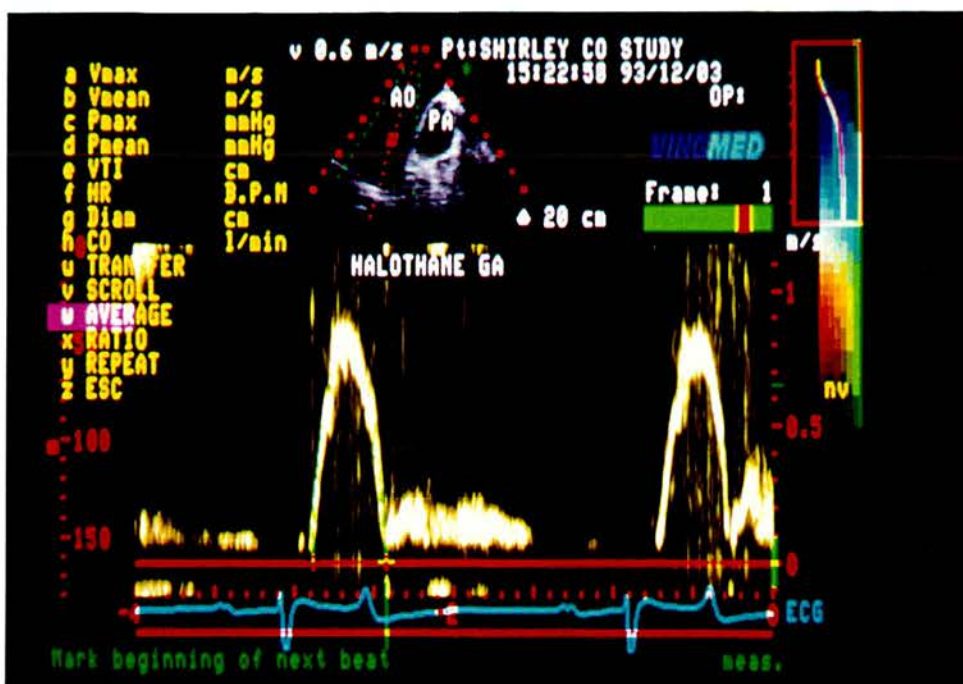 v 0.6 m/s Pt:SHIRLEY CO STUDY
15:22:58 93/12/03
OP:
a Vmax m/s
b Vmean m/s
c Pmax mmHg
d Pmean mmHg
e VTI cm
f HR B.P.M
g Diam cm
h CO l/min
u TRANSFER
v SCROLL
w AVERAGE
x RATIO
y REPEAT
z ESC
AO
PA
VINGMED
Frame: 1
20 cm
HALOTHANE GA
m/s
1
nv
-0.5
-100
-150
0
ECG
Mark beginning of next beat meas.